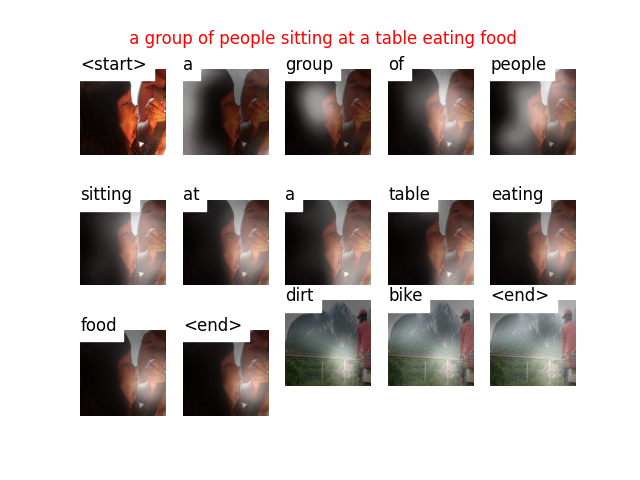 a group of people sitting at a table eating food
<start> a group of people
sitting at a table eating
dirt bike <end>
food <end>